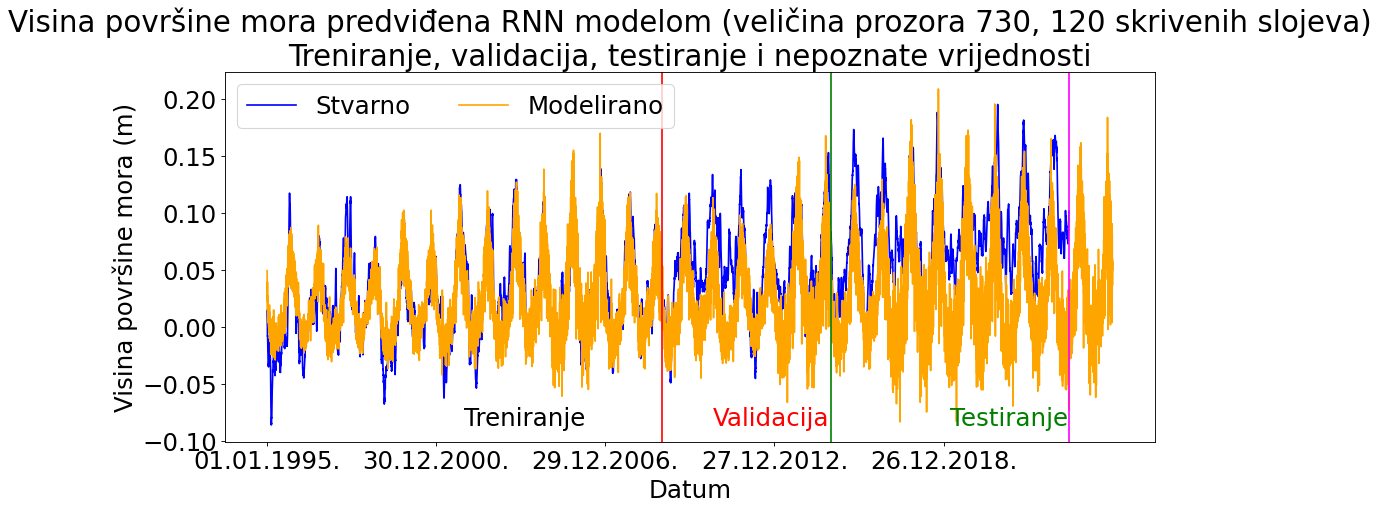 Visina površine mora predviđena RNN modelom (veličina prozora 730, 120 skrivenih slojeva)
Treniranje, validacija, testiranje i nepoznate vrijednosti
Stvarno Modelirano
Visina površine mora (m)
0.20
0.15
0.10
0.05
0.00
−0.05
−0.10
Treniranje Validacija Testiranje
01.01.1995. 30.12.2000. 29.12.2006. 27.12.2012. 26.12.2018.
Datum